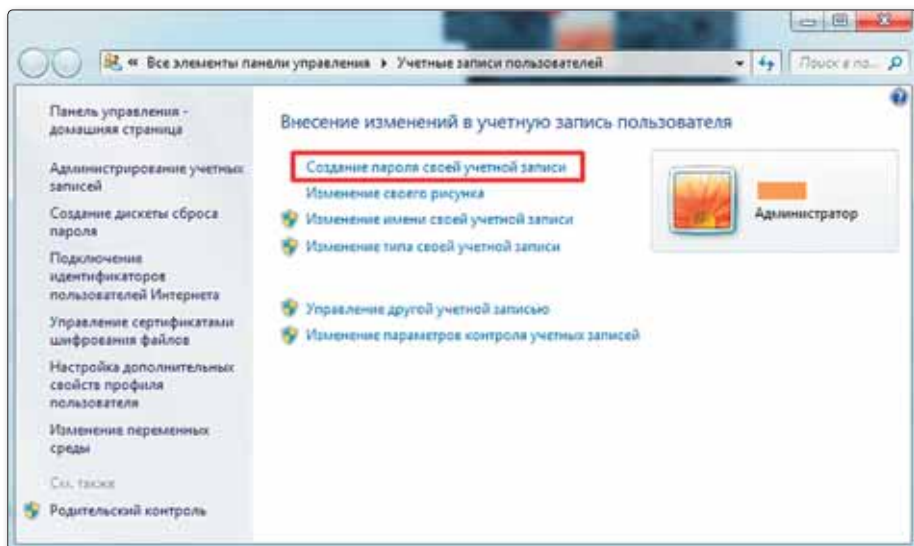 « Все элементы панели управления ▸ Учетные записи пользователей
Поиск в па...
Панель управления -
домашняя страница
Администрирование учетных
записей
Создание дискеты сброса
пароля
Подключение
идентификаторов
пользователей Интернета
Управление сертификатами
шифрования файлов
Настройка дополнительных
свойств профиля
пользователя
Изменение переменных
среды
См. также
Родительский контроль
Внесение изменений в учетную запись пользователя
Создание пароля своей учетной записи
Изменение своего рисунка
Изменение имени своей учетной записи
Изменение типа своей учетной записи
Управление другой учетной записью
Изменение параметров контроля учетных записей
Администратор